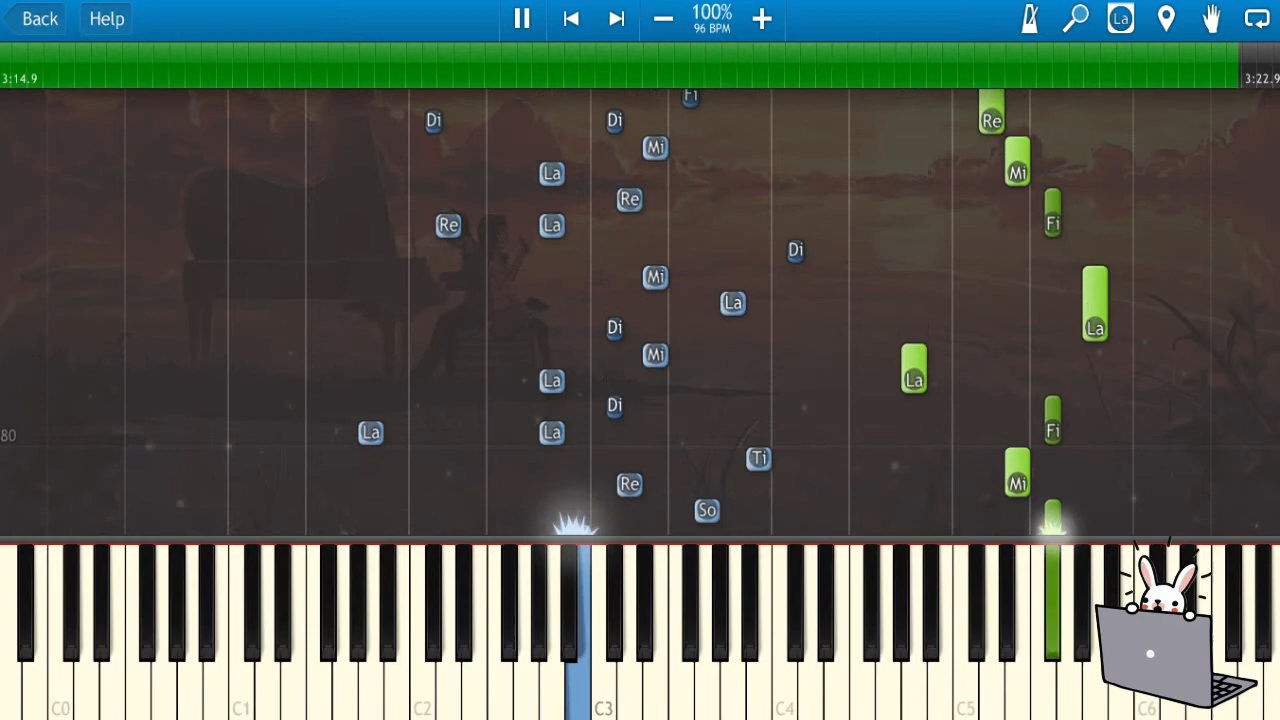 Back Help 100% La
96 BPM
3:14.9 3:22.9
Fi
Di Di Re
Mi
La Mi
Re
Re La Fi
Di
Mi
La
Di La
Mi
La La
Di
80 La La Fi
Ti
Re Mi
So
C0 C1 C2 C3 C4 C5 C6